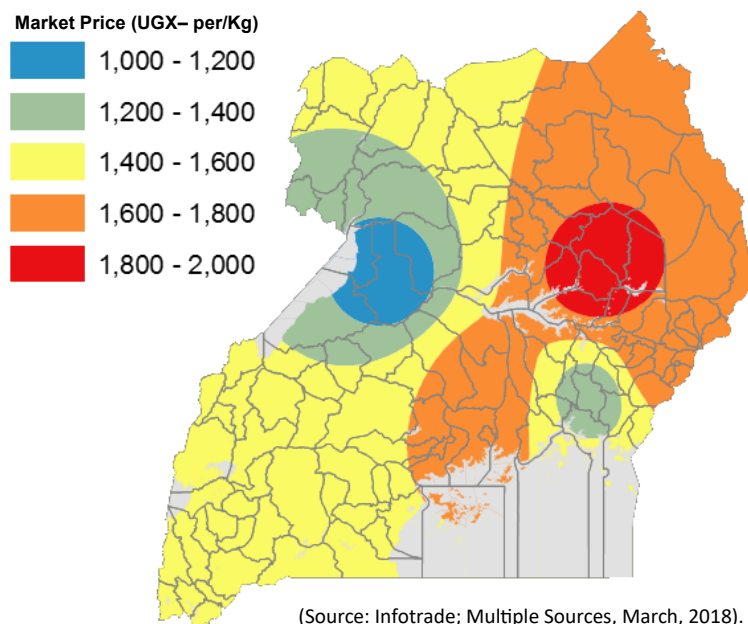 Market Price (UGX– per/Kg)
1,000 - 1,200
1,200 - 1,400
1,400 - 1,600
1,600 - 1,800
1,800 - 2,000
(Source: Infotrade; Multiple Sources, March, 2018).